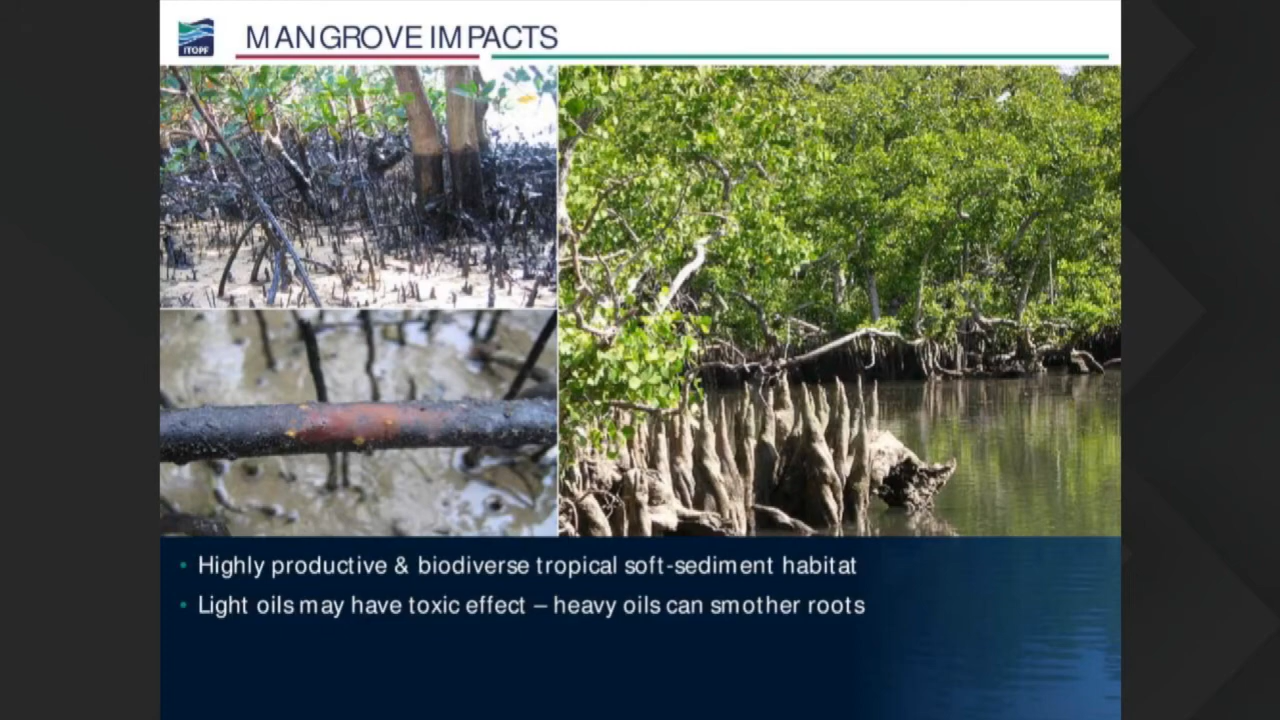 ITOPF
MANGROVE IMPACTS
• Highly productive & biodiverse tropical soft-sediment habitat
• Light oils may have toxic effect – heavy oils can smother roots